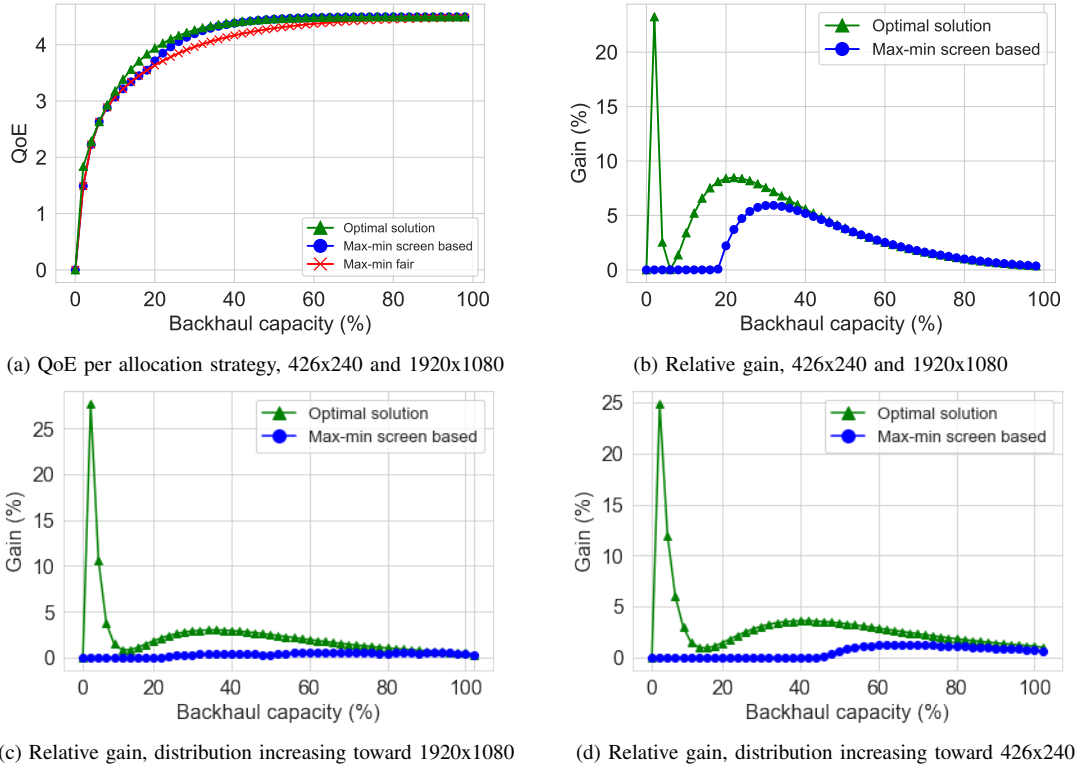 4
3
2
1
0
QoE
Optimal solution
Max-min screen based
Max-min fair
0 20 40 60 80 100
Backhaul capacity (%)
(a) QoE per allocation strategy, 426x240 and 1920x1080
20
15
10
5
0
Gain (%)
Optimal solution
Max-min screen based
0 20 40 60 80 100
Backhaul capacity (%)
(b) Relative gain, 426x240 and 1920x1080
25
20
15
10
5
0
Gain (%)
Optimal solution
Max-min screen based
0 20 40 60 80 100
Backhaul capacity (%)
(c) Relative gain, distribution increasing toward 1920x1080
25
20
15
10
5
0
Gain (%)
Optimal solution
Max-min screen based
0 20 40 60 80 100
Backhaul capacity (%)
(d) Relative gain, distribution increasing toward 426x240